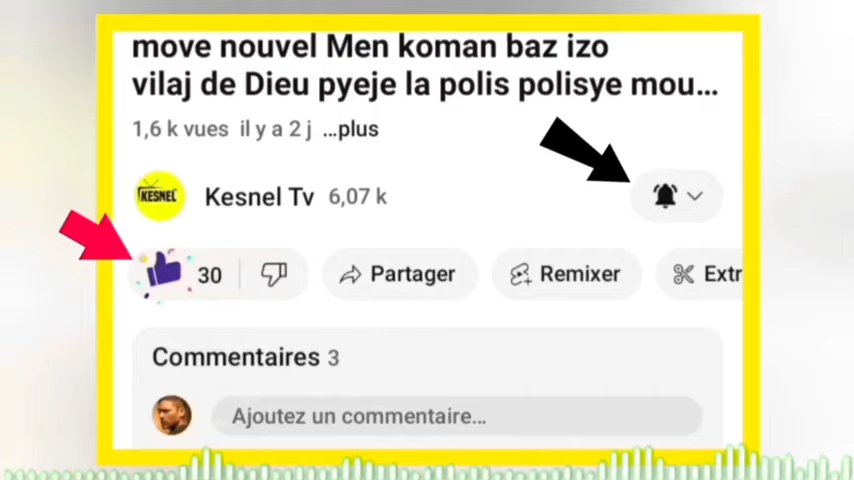 move nouvel Men koman baz izo
vilaj de Dieu pyeje la polis polisye mou...
1,6 k vues il y a 2 j ...plus
KESNEL
Kesnel Tv 6,07 k
30
Partager
Remixer
Extr
Commentaires 3
Ajoutez un commentaire...